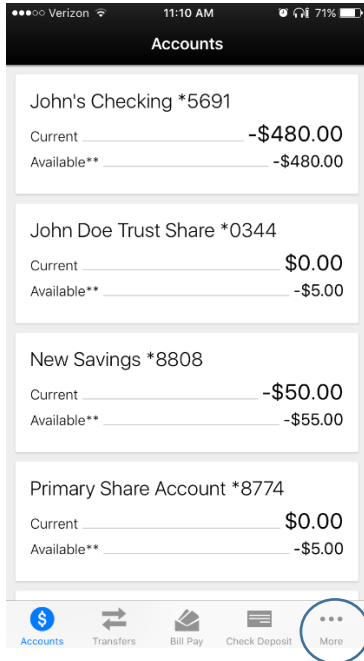 Verizon 11:10 AM 71%
Accounts
John's Checking *5691
Current -$480.00
Available** -$480.00
John Doe Trust Share *0344
Current $0.00
Available** -$5.00
New Savings *8808
Current -$50.00
Available** -$55.00
Primary Share Account *8774
Current $0.00
Available** -$5.00
$
Accounts Transfers Bill Pay Check Deposit More